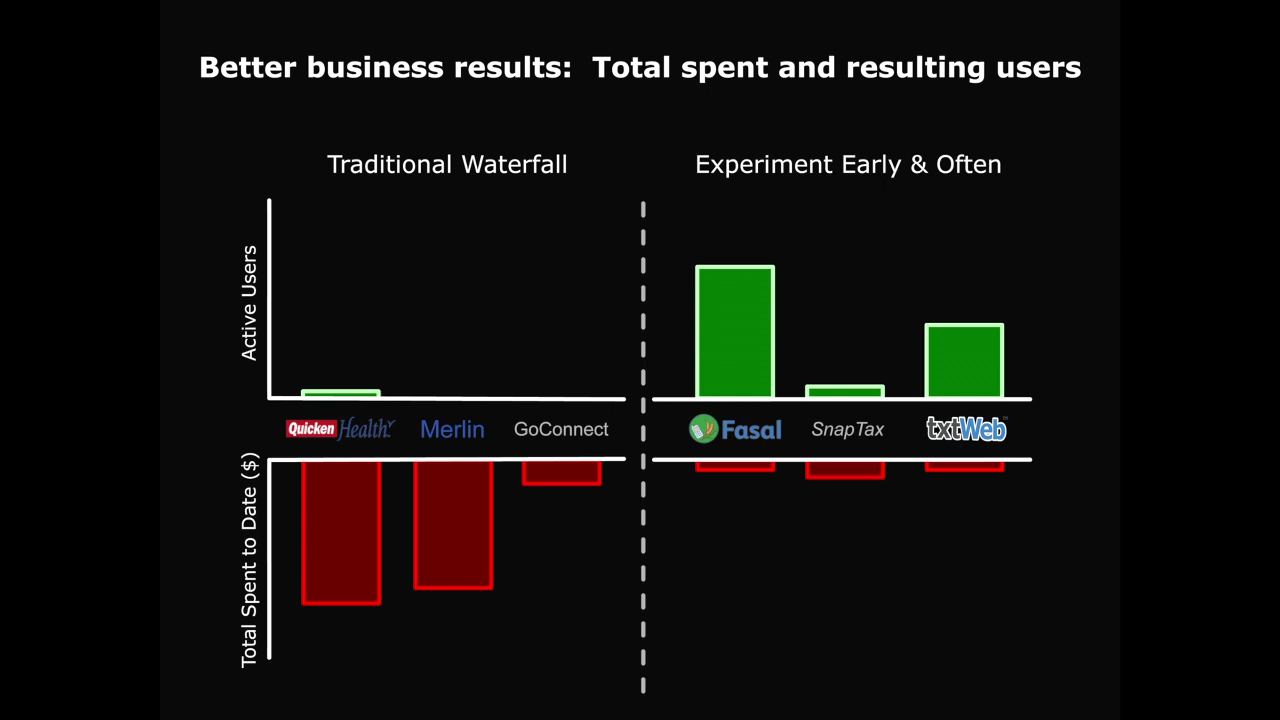 Better business results: Total spent and resulting users
Traditional Waterfall
Experiment Early & Often
Active Users
Quicken Health
Merlin
GoConnect
Fasal
SnapTax
txtWeb
Total Spent to Date ($)